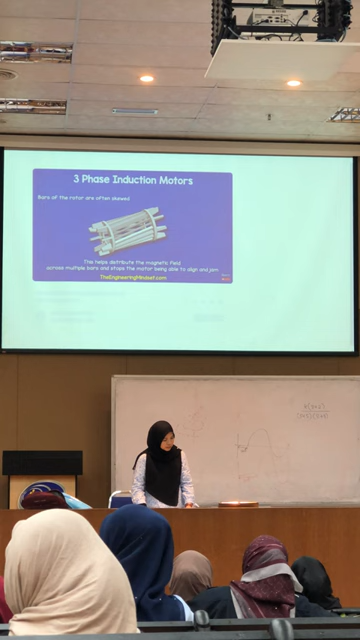 3 Phase Induction Motors
Bars of the rotor are often skewed
This helps distribute the magnetic field
across multiple bars and stops the motor being able to align and jam
TheEngineeringMindset.com